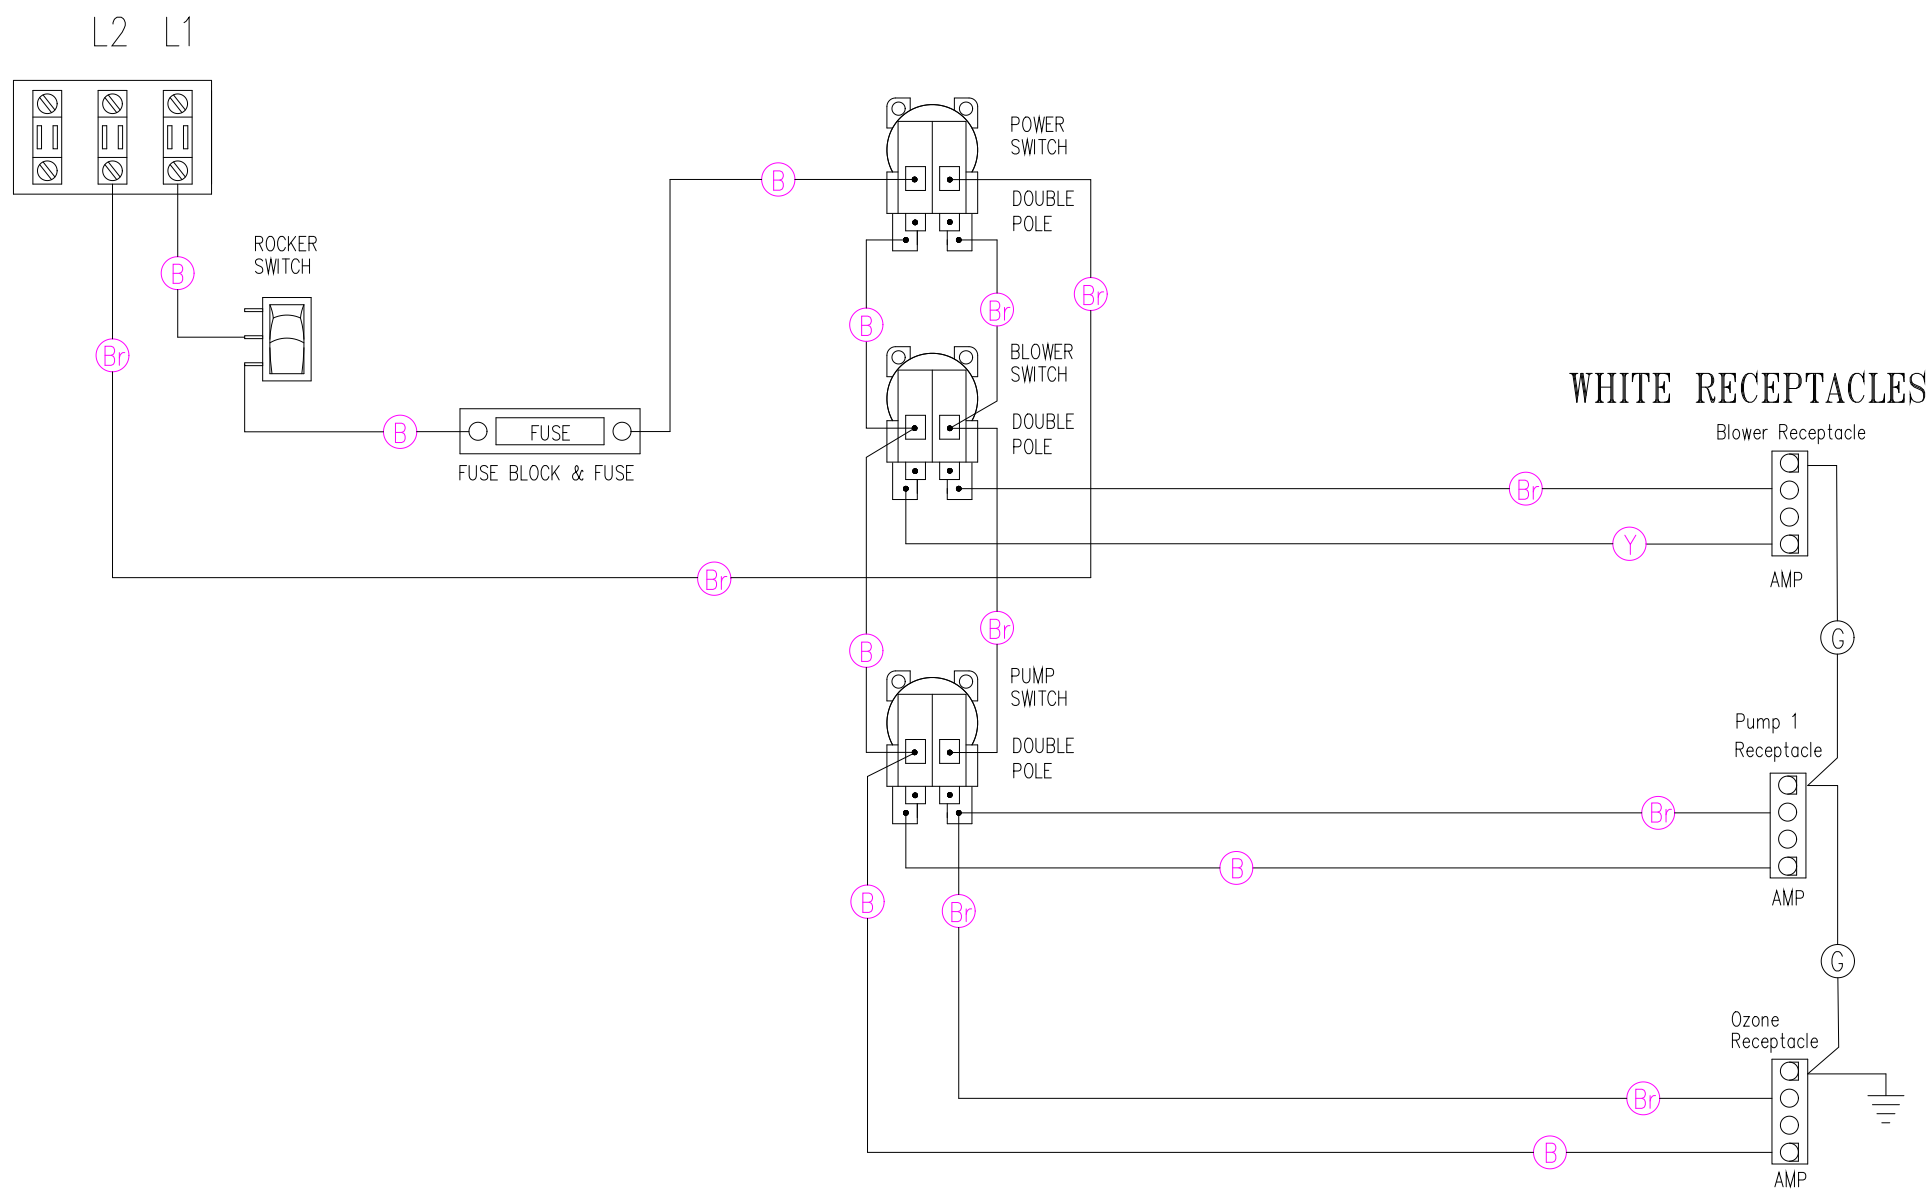 L2 L1
POWER
SWITCH
B
DOUBLE
POLE
ROCKER
SWITCH
B
Br
Br
B
Br
BLOWER
SWITCH
WHITE RECEPTACLES
DOUBLE
POLE
Blower Receptacle
B
FUSE
FUSE BLOCK & FUSE
Br
Y
AMP
Br
Br
G
B
PUMP
SWITCH
Pump 1
Receptacle
DOUBLE
POLE
Br
B
AMP
B
Br
G
Ozone
Receptacle
Br
B
AMP